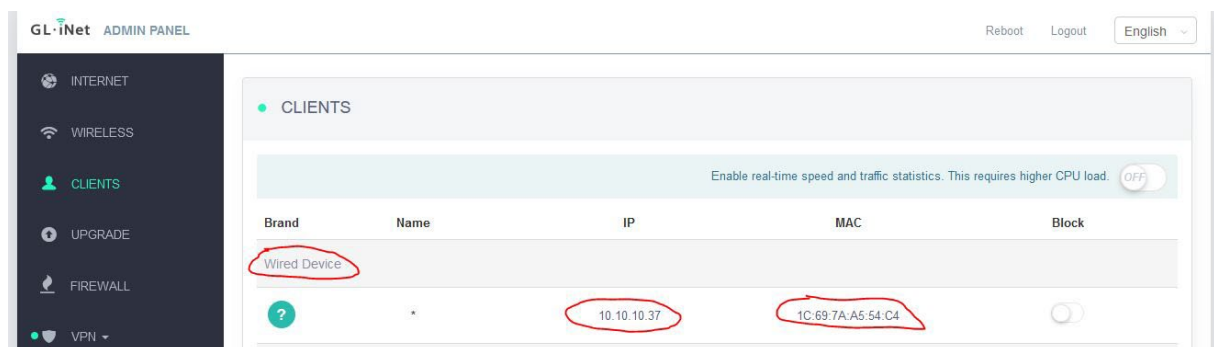 GL·iNet ADMIN PANEL
Reboot Logout English
INTERNET
CLIENTS
WIRELESS
Enable real-time speed and traffic statistics. This requires higher CPU load. OFF
CLIENTS
Brand Name IP MAC Block
UPGRADE
Wired Device
FIREWALL
? * 10.10.10.37 1C:69:7A:A5:54:C4
VPN